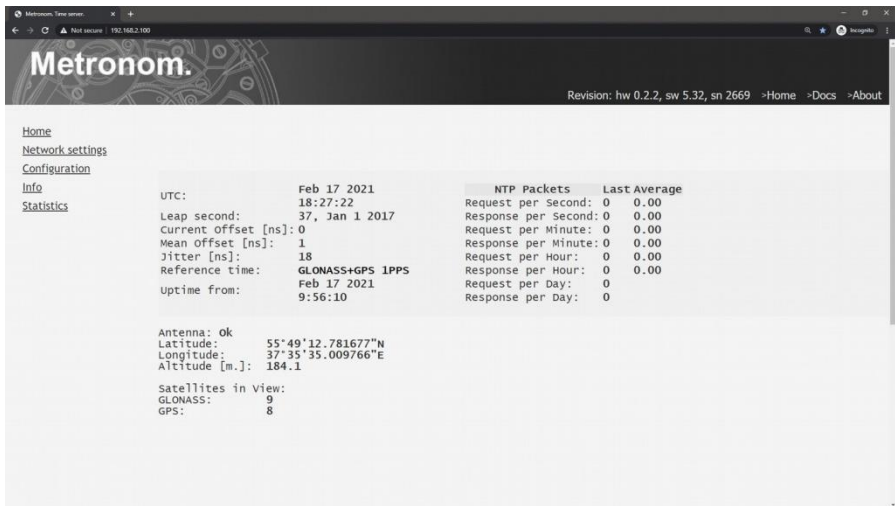 Metronom. Time server.
Not secure | 192.168.2.100
Incognito
Metronom.
Revision: hw 0.2.2, sw 5.32, sn 2669 >Home >Docs >About
Home
Network settings
Configuration
Info
Statistics
UTC: Feb 17 2021
18:27:22
Leap second: 37, Jan 1 2017
Current Offset [ns]: 0
Mean Offset [ns]: 1
Jitter [ns]: 18
Reference time: GLONASS+GPS 1PPS
Uptime from: Feb 17 2021
9:56:10
NTP Packets Last Average
Request per Second: 0 0.00
Response per Second: 0 0.00
Request per Minute: 0 0.00
Response per Minute: 0 0.00
Request per Hour: 0 0.00
Response per Hour: 0 0.00
Request per Day: 0
Response per Day: 0
Antenna: Ok
Latitude: 55°49'12.781677"N
Longitude: 37°35'35.009766"E
Altitude [m.]: 184.1
Satellites in View:
GLONASS: 9
GPS: 8